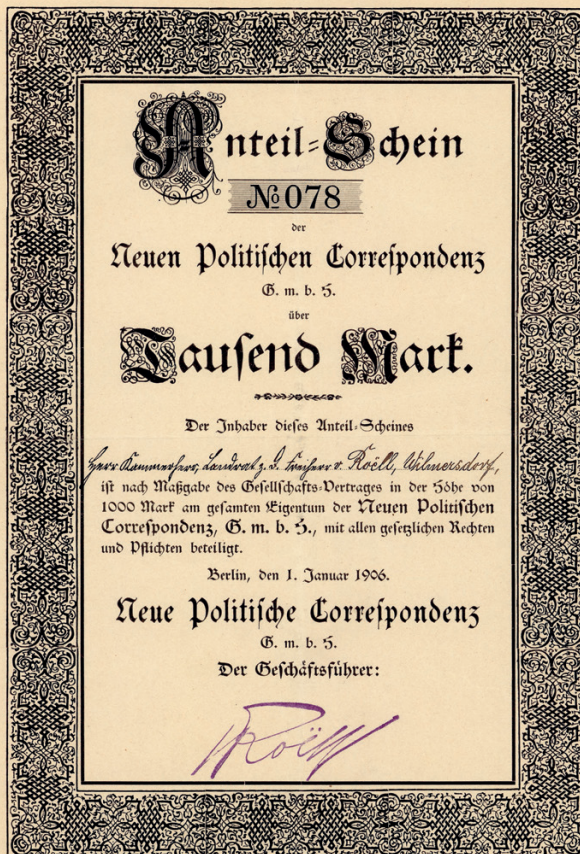 Anteil-Schein
№ 078
der
Neuen Politischen Correspondenz
G. m. b. H.
über
Tausend Mark.
Der Inhaber dieses Anteil-Scheines
Herr Kammerherr, Landrat z. D. Freiherr v. Roëll, Wilmersdorf,
ist nach Maßgabe des Gesellschafts-Vertrages in der Höhe von
1000 Mark am gesamten Eigentum der Neuen Politischen
Correspondenz, G. m. b. H., mit allen gesetzlichen Rechten
und Pflichten beteiligt.
Berlin, den 1. Januar 1906.
Neue Politische Correspondenz
G. m. b. H.
Der Geschäftsführer:
Roëll